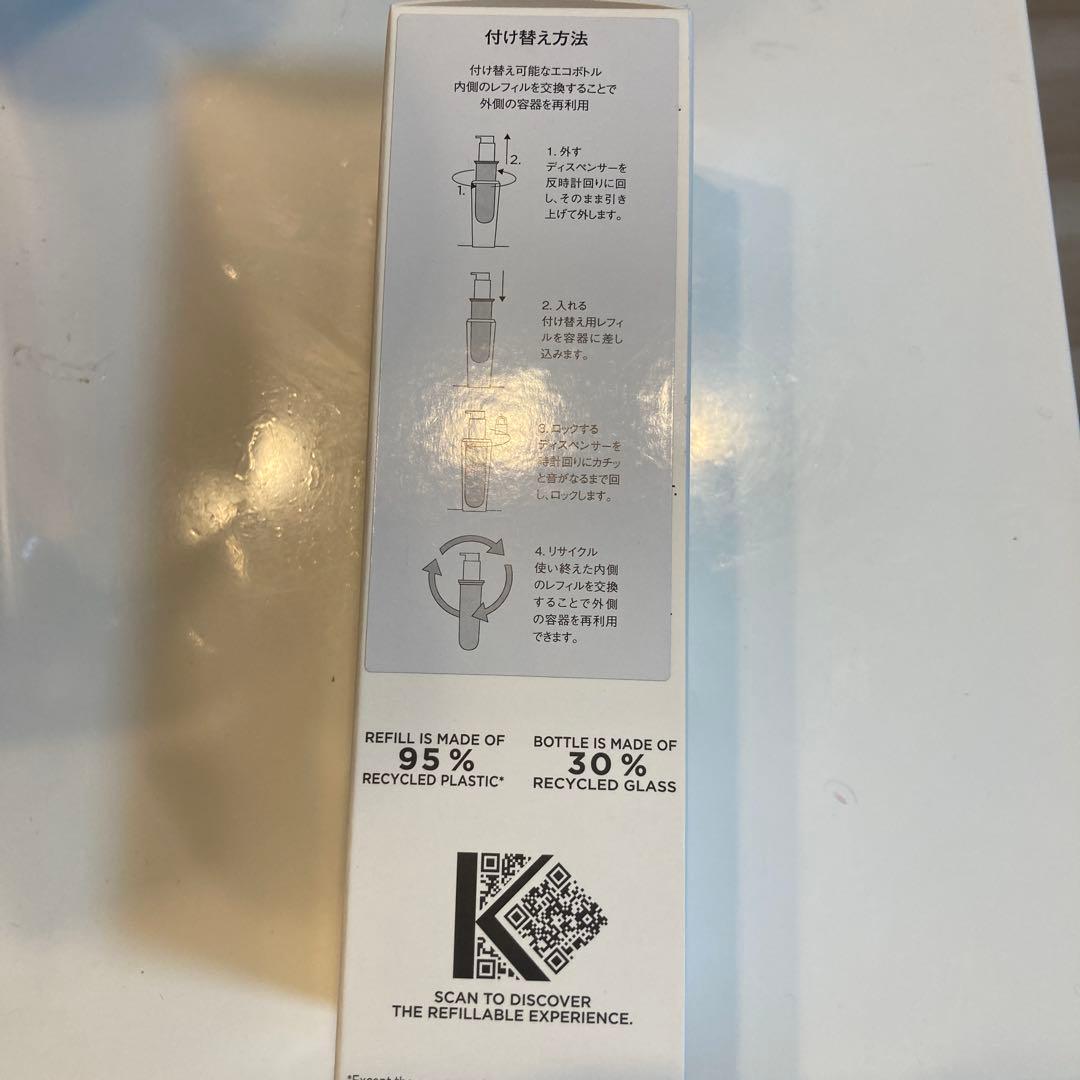 付け替え方法
付け替え可能なエコボトル
内側のレフィルを交換することで
外側の容器を再利用
2.
1.
1. 外す
ディスペンサーを
反時計回りに回
し、そのまま引き
上げて外します。
2. 入れる
付け替え用レフィ
ルを容器に差し
込みます。
3. ロックする
ディスペンサーを
時計回りにカチッ
と音がなるまで回
し、ロックします。
4. リサイクル
使い終えた内側
のレフィルを交換
することで外側
の容器を再利用
できます。
REFILL IS MADE OF
95 %
RECYCLED PLASTIC*
BOTTLE IS MADE OF
30 %
RECYCLED GLASS
K
SCAN TO DISCOVER
THE REFILLABLE EXPERIENCE.